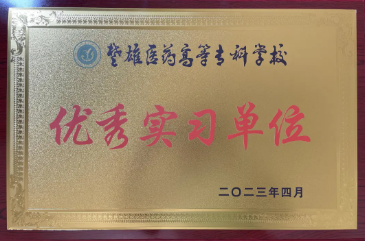 楚雄医药高等专科学校
优秀实习单位
二〇二三年四月